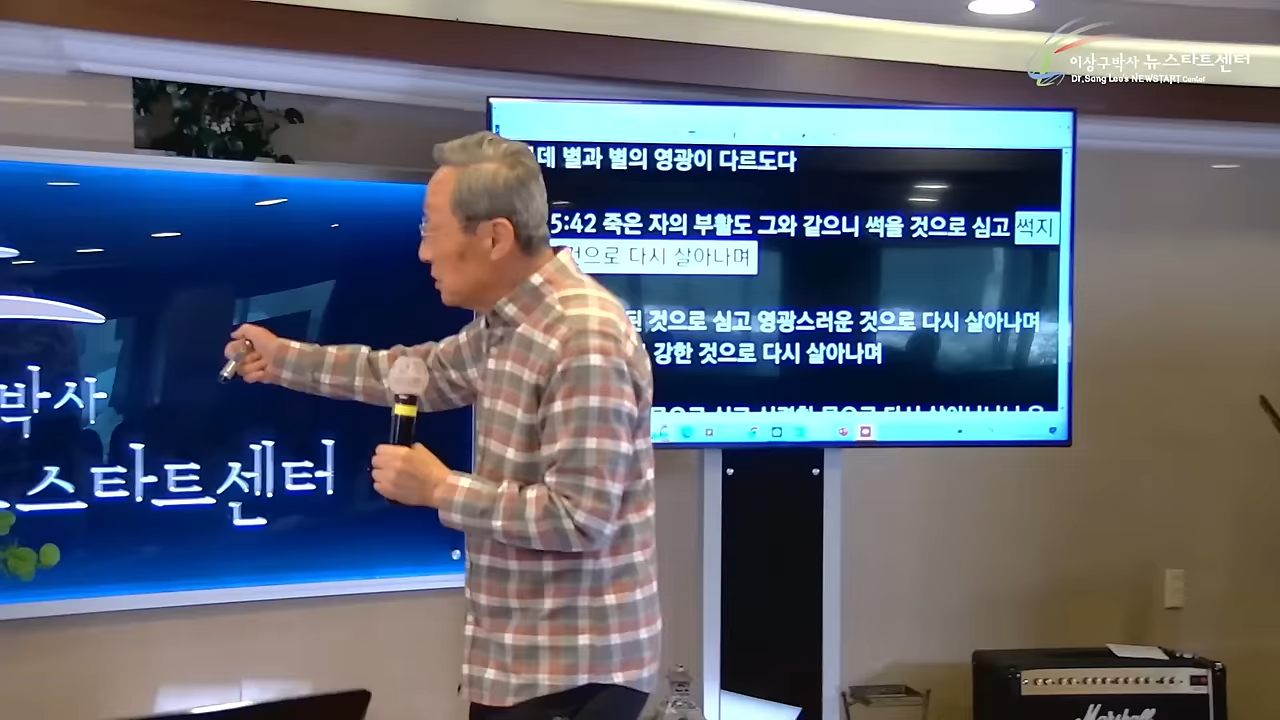 이상구박사 뉴스타트센터
Dr.Sang Lee's NEWSTART Center
데 별과 별의 영광이 다르도다
5:42 죽은 자의 부활도 그와 같으니 썩을 것으로 심고 썩지
것으로 다시 살아나며
된 것으로 심고 영광스러운 것으로 다시 살아나며
강한 것으로 다시 살아나며
박사
스타트센터
Marshall